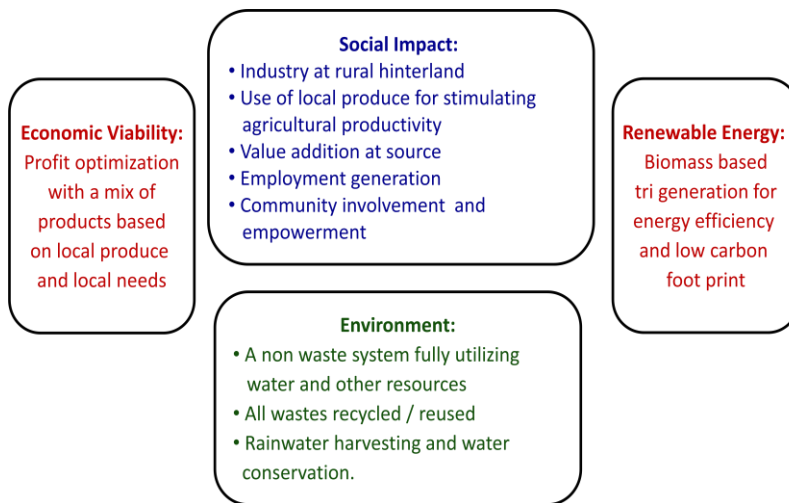 Social Impact:
• Industry at rural hinterland
• Use of local produce for stimulating
agricultural productivity
• Value addition at source
• Employment generation
• Community involvement and
empowerment
Economic Viability:
Profit optimization
with a mix of
products based
on local produce
and local needs
Renewable Energy:
Biomass based
tri generation for
energy efficiency
and low carbon
foot print
Environment:
• A non waste system fully utilizing
water and other resources
• All wastes recycled / reused
• Rainwater harvesting and water
conservation.